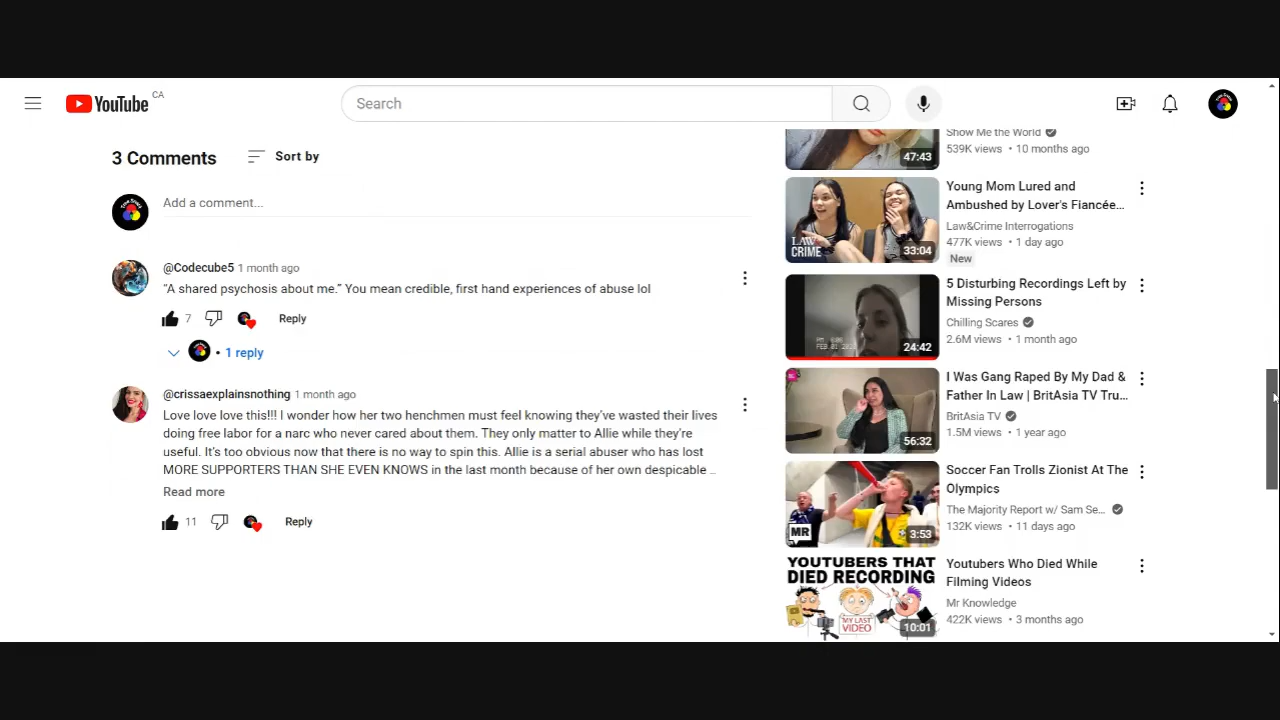 YouTube CA
Search
3 Comments
Sort by
Add a comment...
@Codecube5 1 month ago
“A shared psychosis about me.” You mean credible, first hand experiences of abuse lol
7
Reply
• 1 reply
@crissaexplainsnothing 1 month ago
Love love love this!!! I wonder how her two henchmen must feel knowing they've wasted their lives
doing free labor for a narc who never cared about them. They only matter to Allie while they're
useful. It's too obvious now that there is no way to spin this. Allie is a serial abuser who has lost
MORE SUPPORTERS THAN SHE EVEN KNOWS in the last month because of her own despicable ...
Read more
11
Reply
47:43
Show Me the World
539K views • 10 months ago
LAW&
CRIME
33:04
Young Mom Lured and
Ambushed by Lover's Fiancée...
Law&Crime Interrogations
477K views • 1 day ago
New
24:42
5 Disturbing Recordings Left by
Missing Persons
Chilling Scares
2.6M views • 1 month ago
56:32
I Was Gang Raped By My Dad &
Father In Law | BritAsia TV Tru...
BritAsia TV
1.5M views • 1 year ago
MR
3:53
Soccer Fan Trolls Zionist At The
Olympics
The Majority Report w/ Sam Se...
132K views • 11 days ago
YOUTUBERS THAT
DIED RECORDING
MY LAST
VIDEO
10:01
Youtubers Who Died While
Filming Videos
Mr Knowledge
422K views • 3 months ago